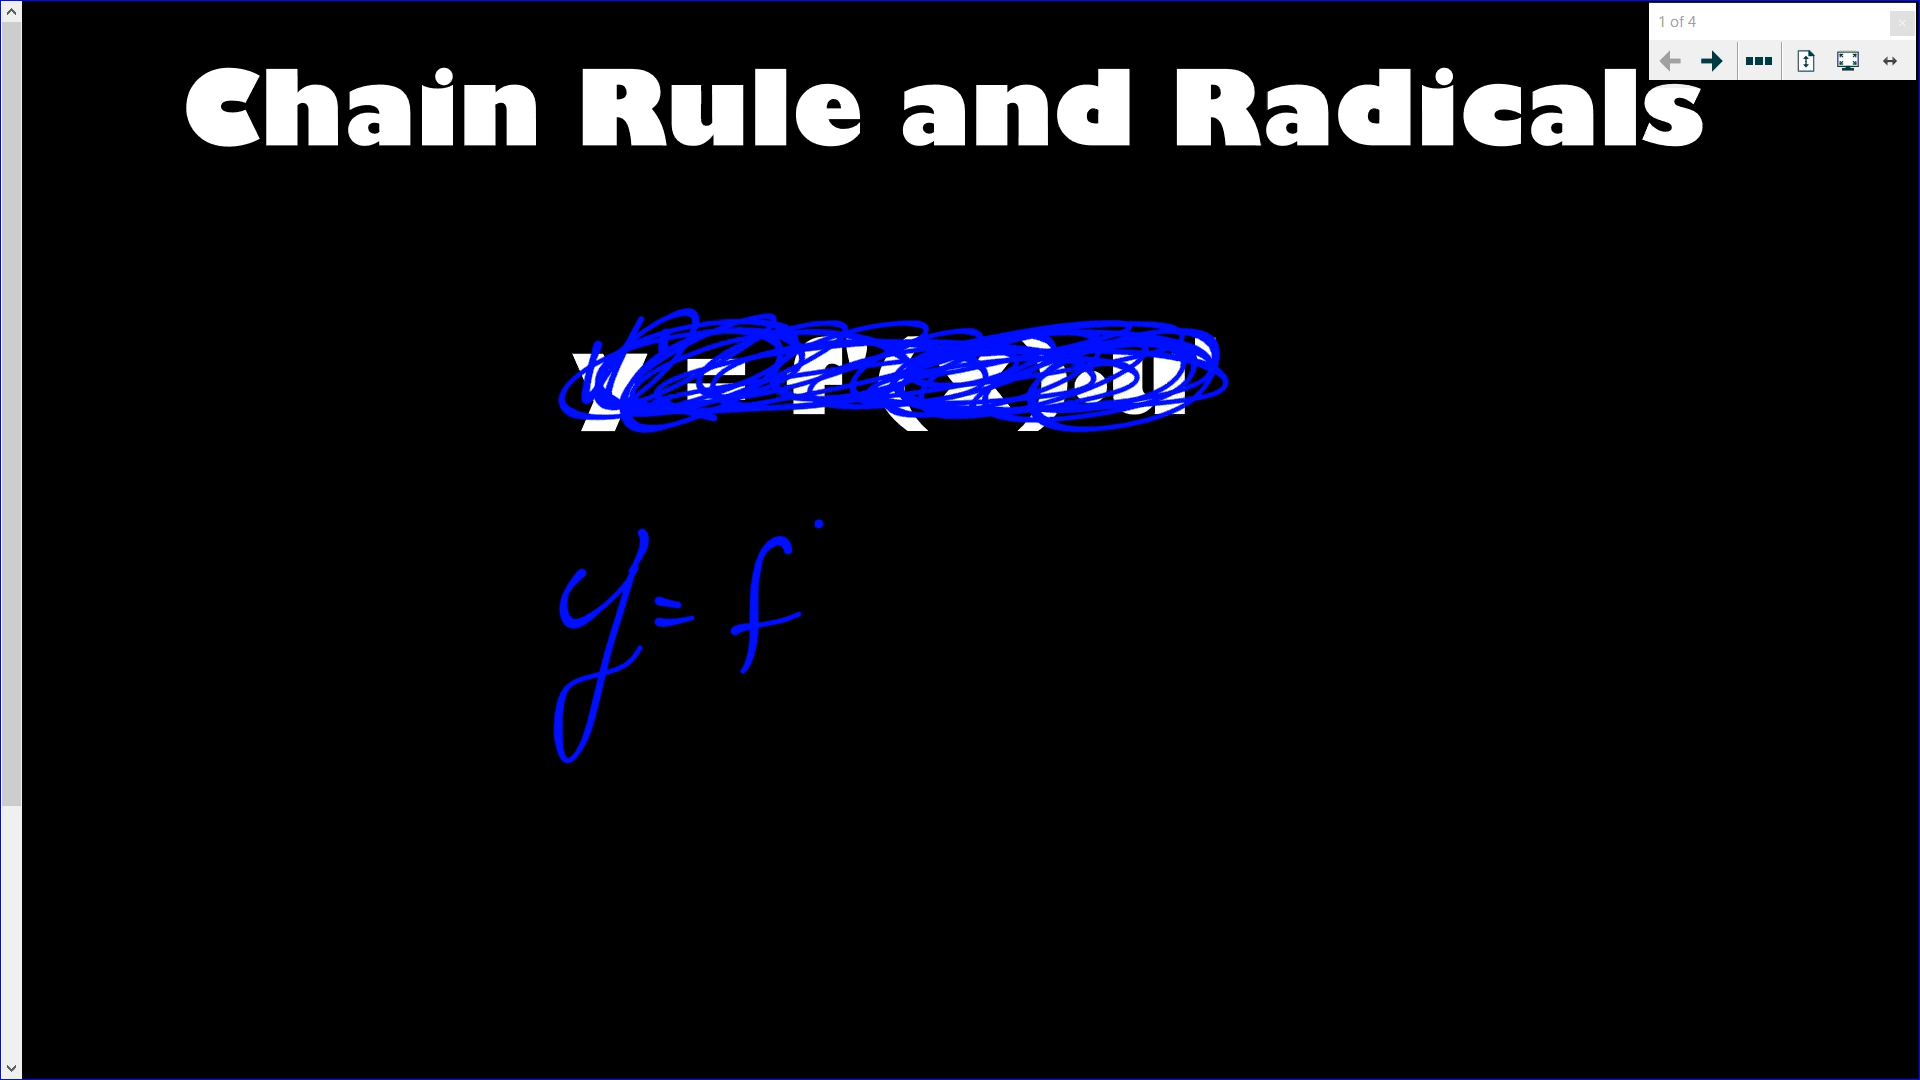 1 of 4
Chain Rule and Radicals
y = f